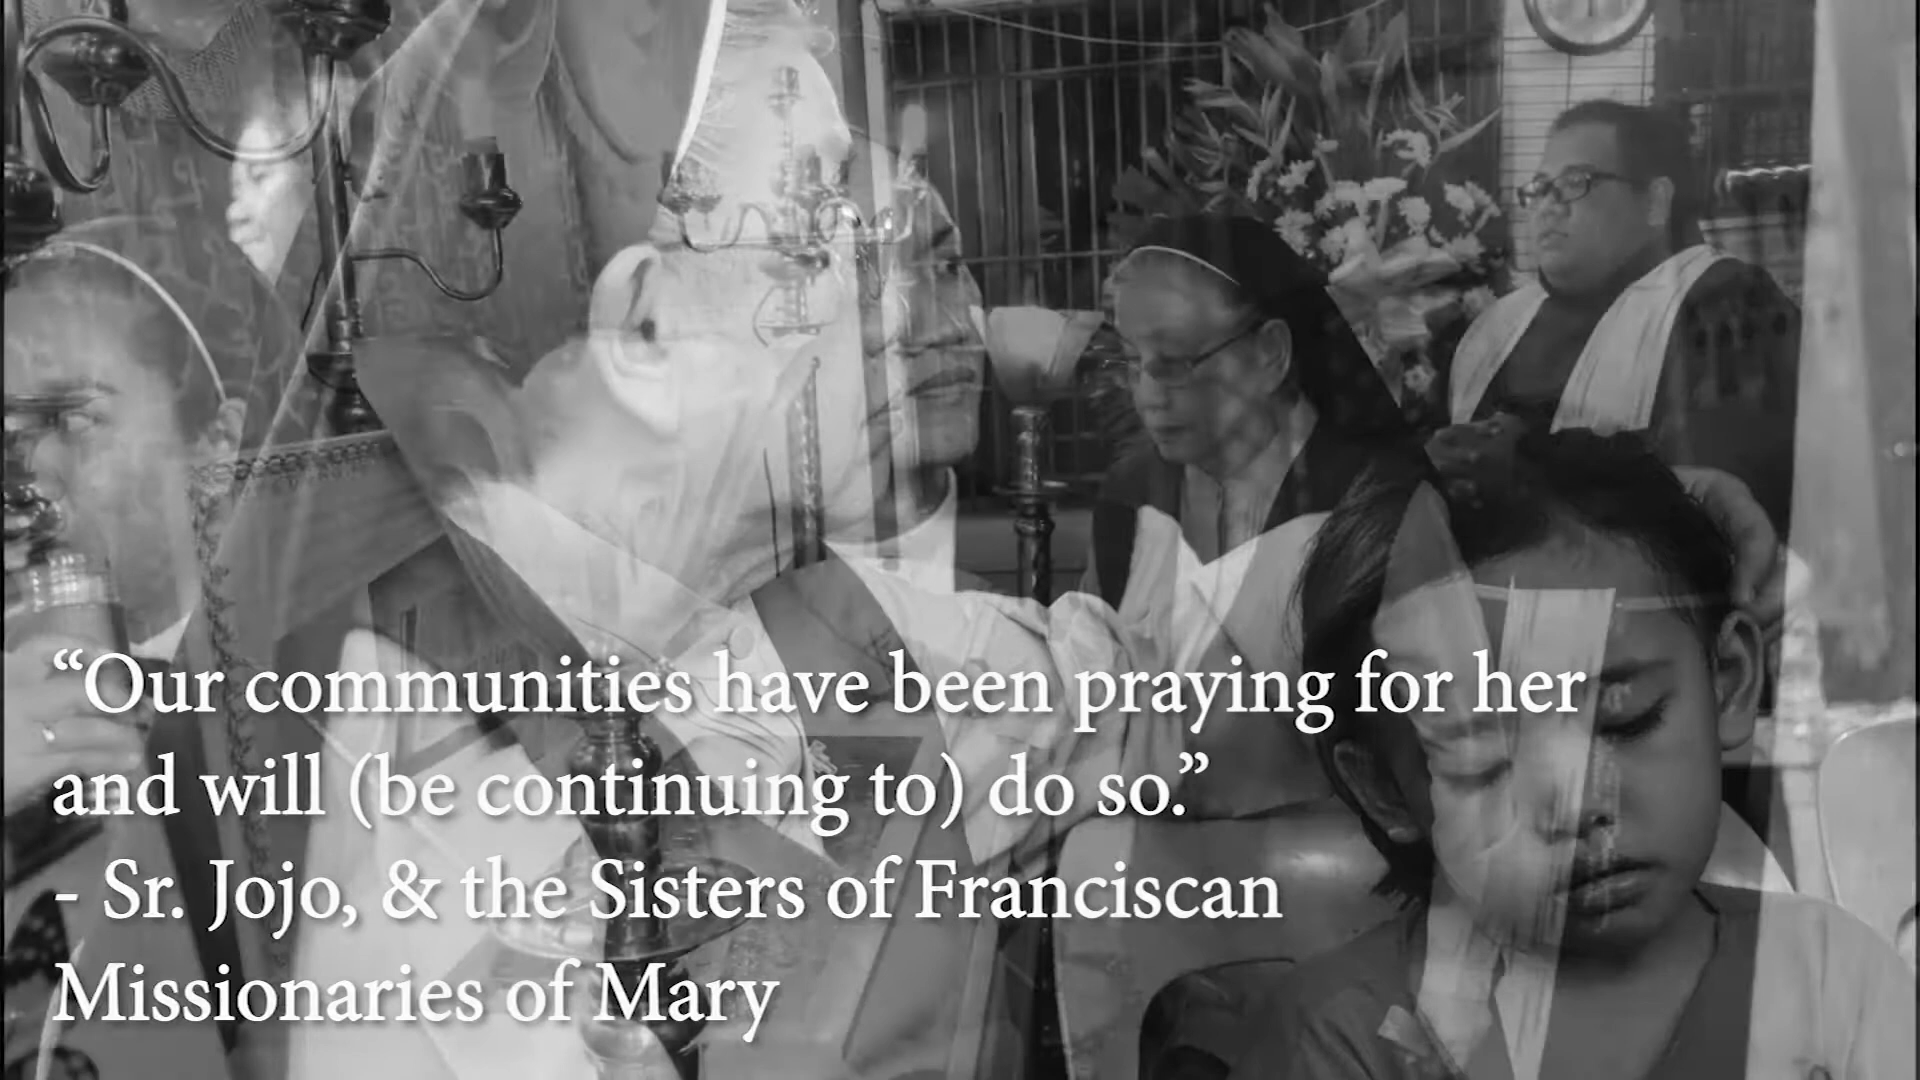 “Our communities have been praying for her
and will (be continuing to) do so.”
- Sr. Jojo, & the Sisters of Franciscan
Missionaries of Mary